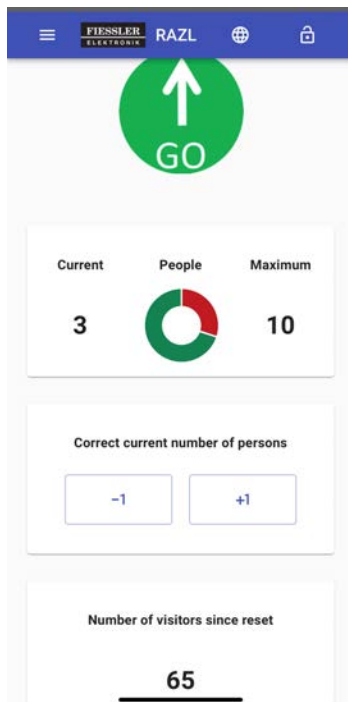 FIESSLER
ELEKTRONIK
RAZL
GO
Current People Maximum
3 10
Correct current number of persons
-1 +1
Number of visitors since reset
65